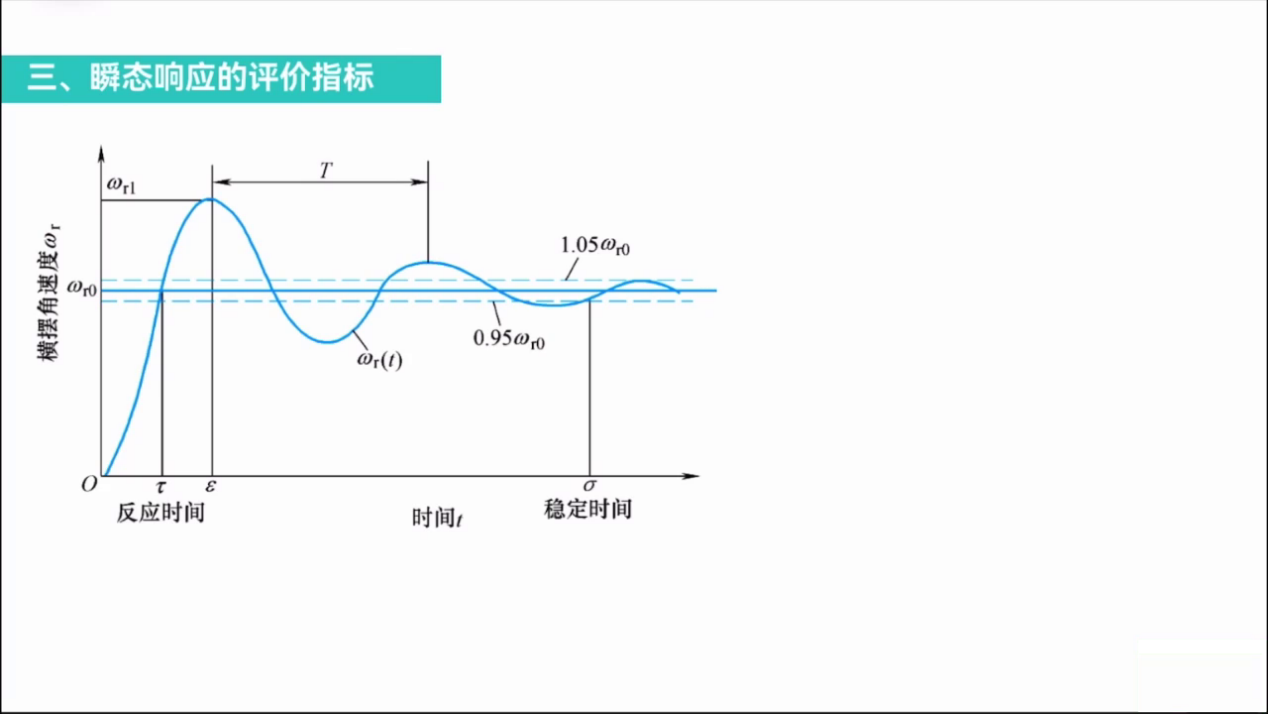 三、瞬态响应的评价指标
T
ωr1
1.05ωr0
横摆角速度ωr
ωr0
0.95ωr0
ωr(t)
O
τ
ε
σ
反应时间
时间t
稳定时间